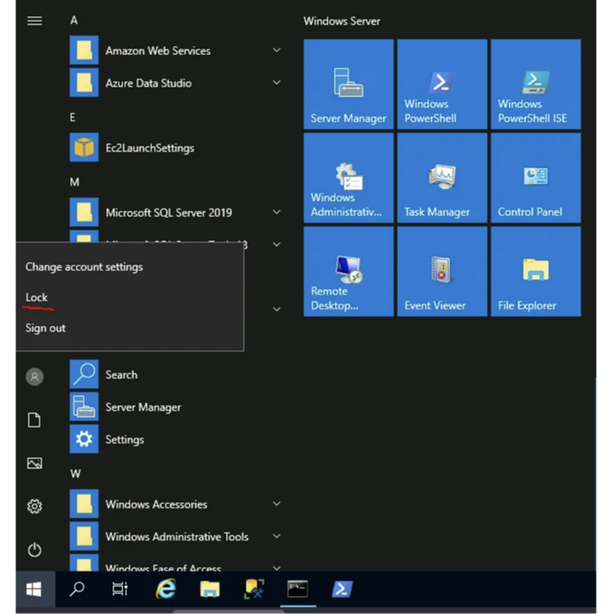 A
Amazon Web Services
Azure Data Studio
E
Ec2LaunchSettings
M
Microsoft SQL Server 2019
Change account settings
Lock
Sign out
Search
Server Manager
Settings
W
Windows Accessories
Windows Administrative Tools
Windows Ease of Access
Windows Server
Server Manager
Windows
PowerShell
Windows
PowerShell ISE
Windows
Administrativ...
Task Manager
Control Panel
Remote
Desktop...
Event Viewer
File Explorer